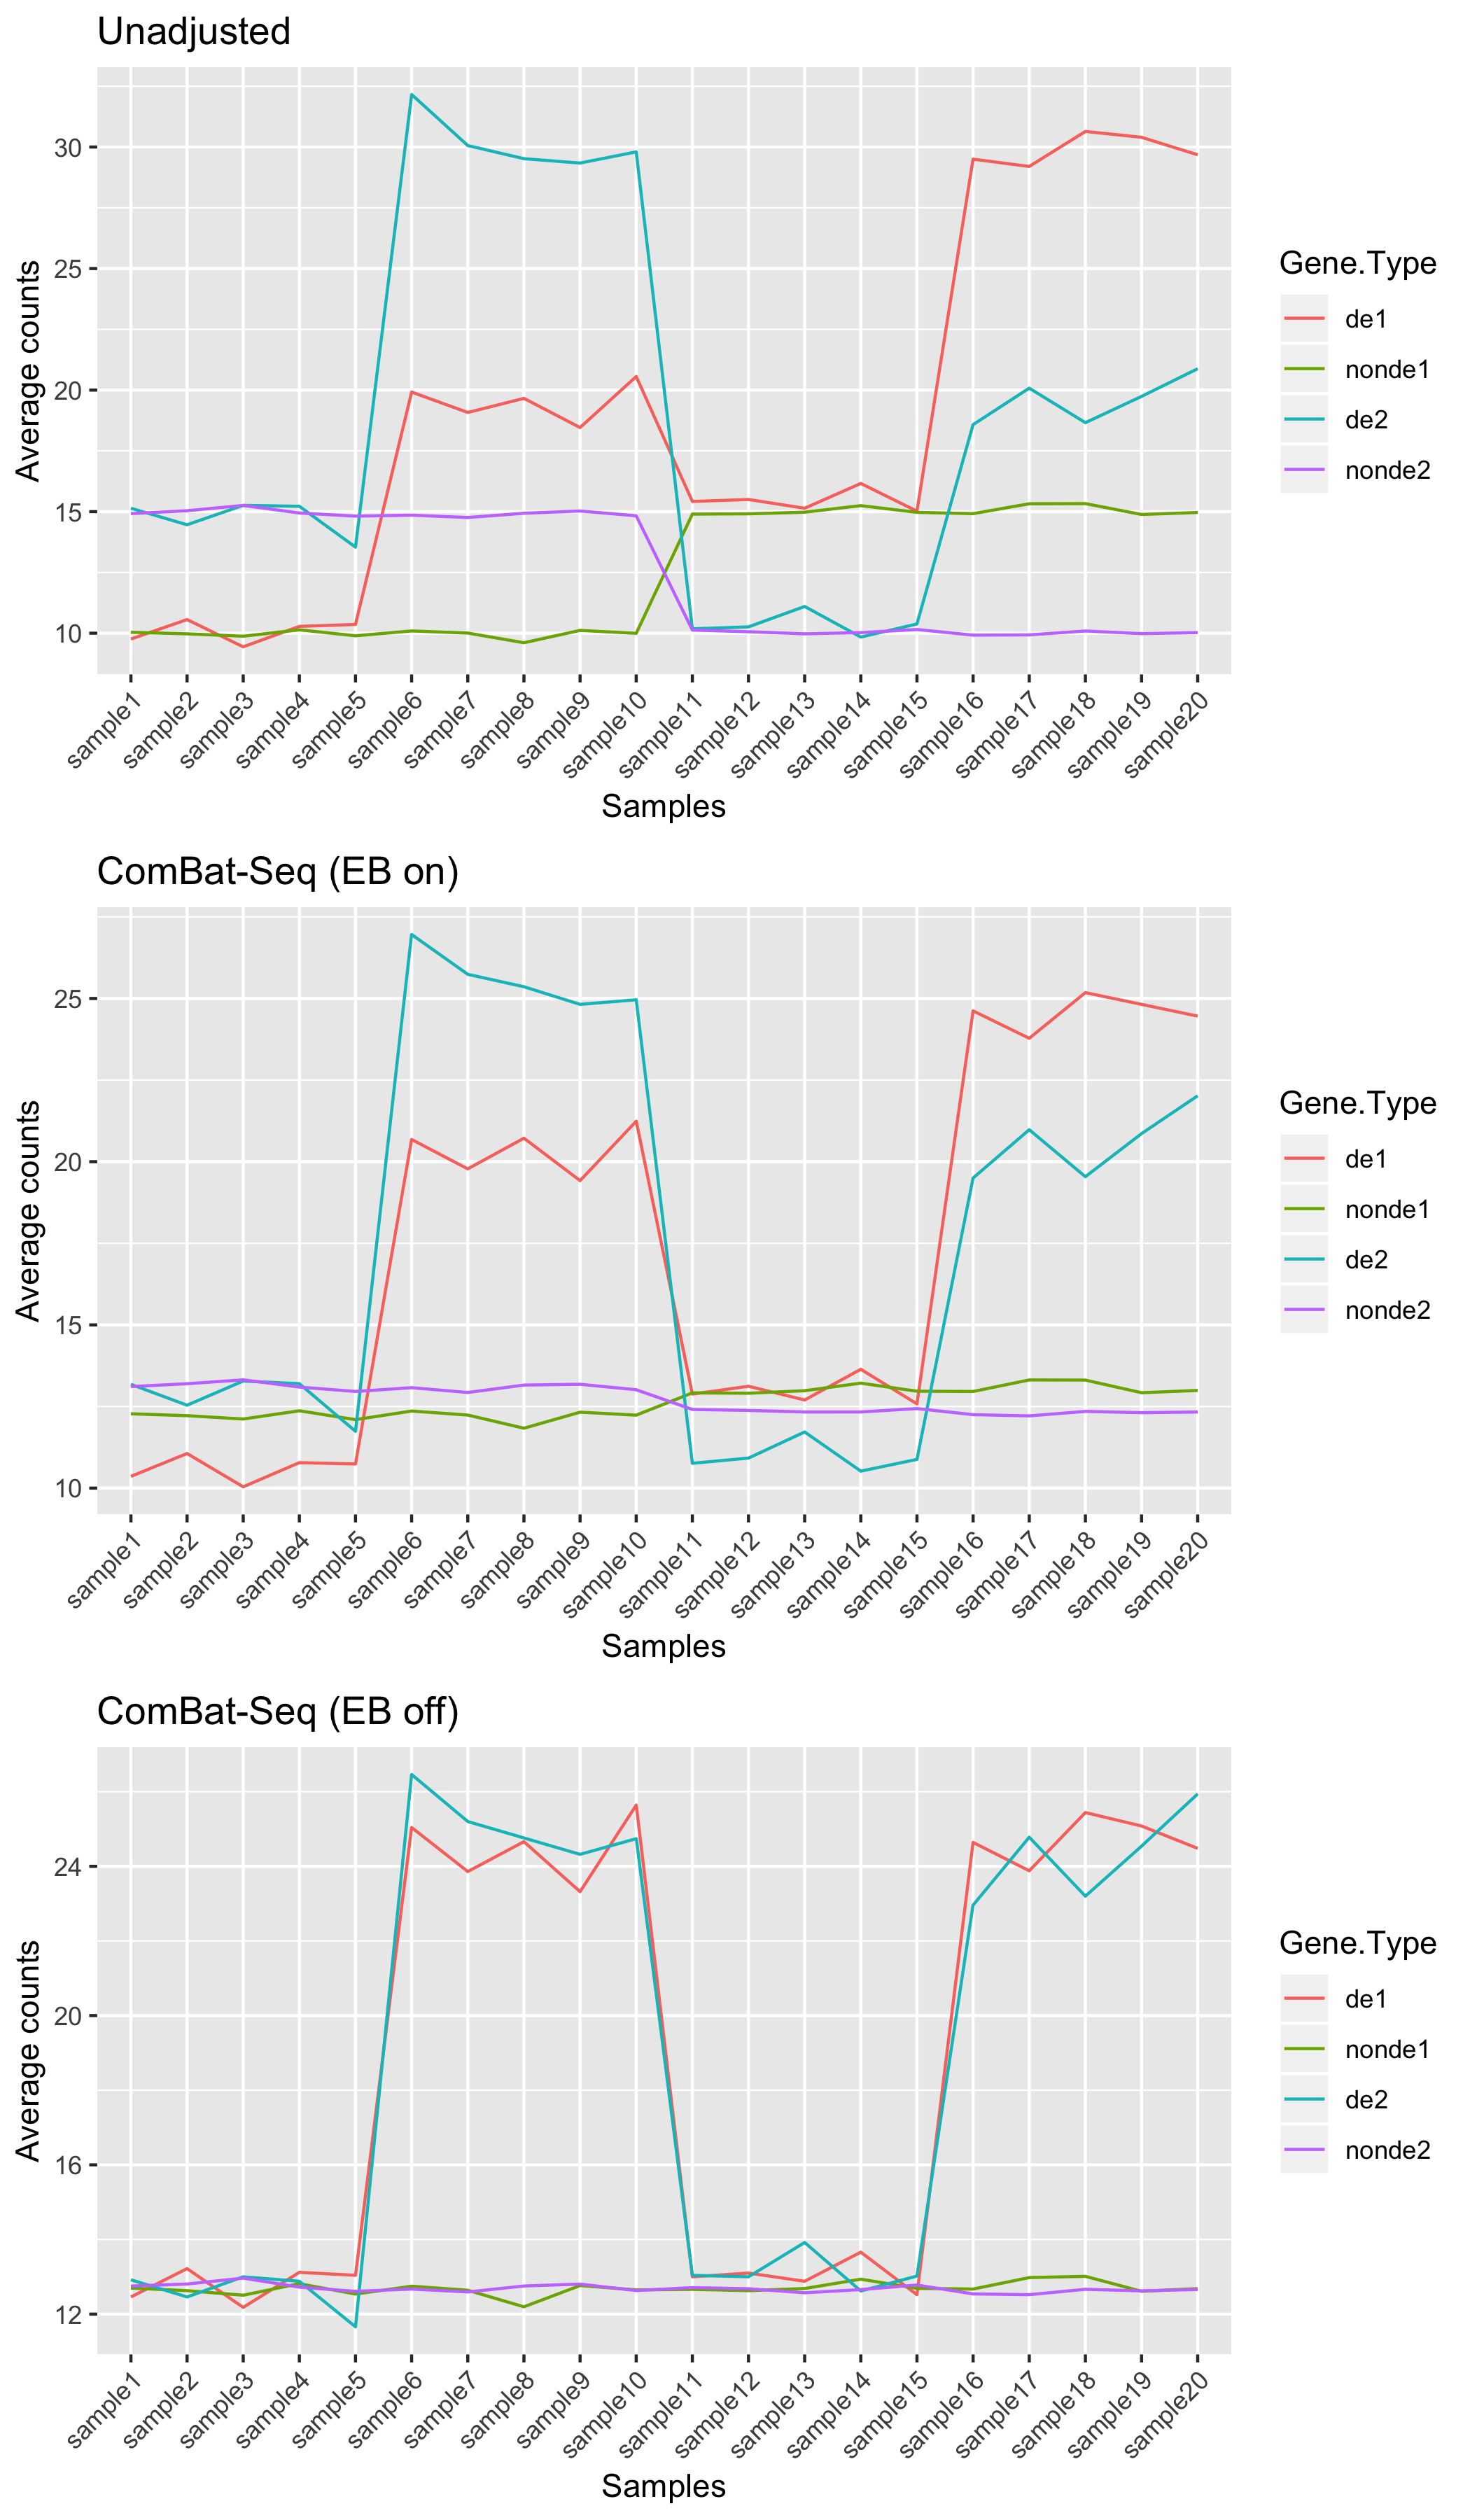 Unadjusted
Average counts
30
25
20
15
10
sample1
sample2
sample3
sample4
sample5
sample6
sample7
sample8
sample9
sample10
sample11
sample12
sample13
sample14
sample15
sample16
sample17
sample18
sample19
sample20
Samples
Gene.Type
de1
nonde1
de2
nonde2
ComBat-Seq (EB on)
Average counts
25
20
15
10
sample1
sample2
sample3
sample4
sample5
sample6
sample7
sample8
sample9
sample10
sample11
sample12
sample13
sample14
sample15
sample16
sample17
sample18
sample19
sample20
Samples
Gene.Type
de1
nonde1
de2
nonde2
ComBat-Seq (EB off)
Average counts
24
20
16
12
sample1
sample2
sample3
sample4
sample5
sample6
sample7
sample8
sample9
sample10
sample11
sample12
sample13
sample14
sample15
sample16
sample17
sample18
sample19
sample20
Samples
Gene.Type
de1
nonde1
de2
nonde2